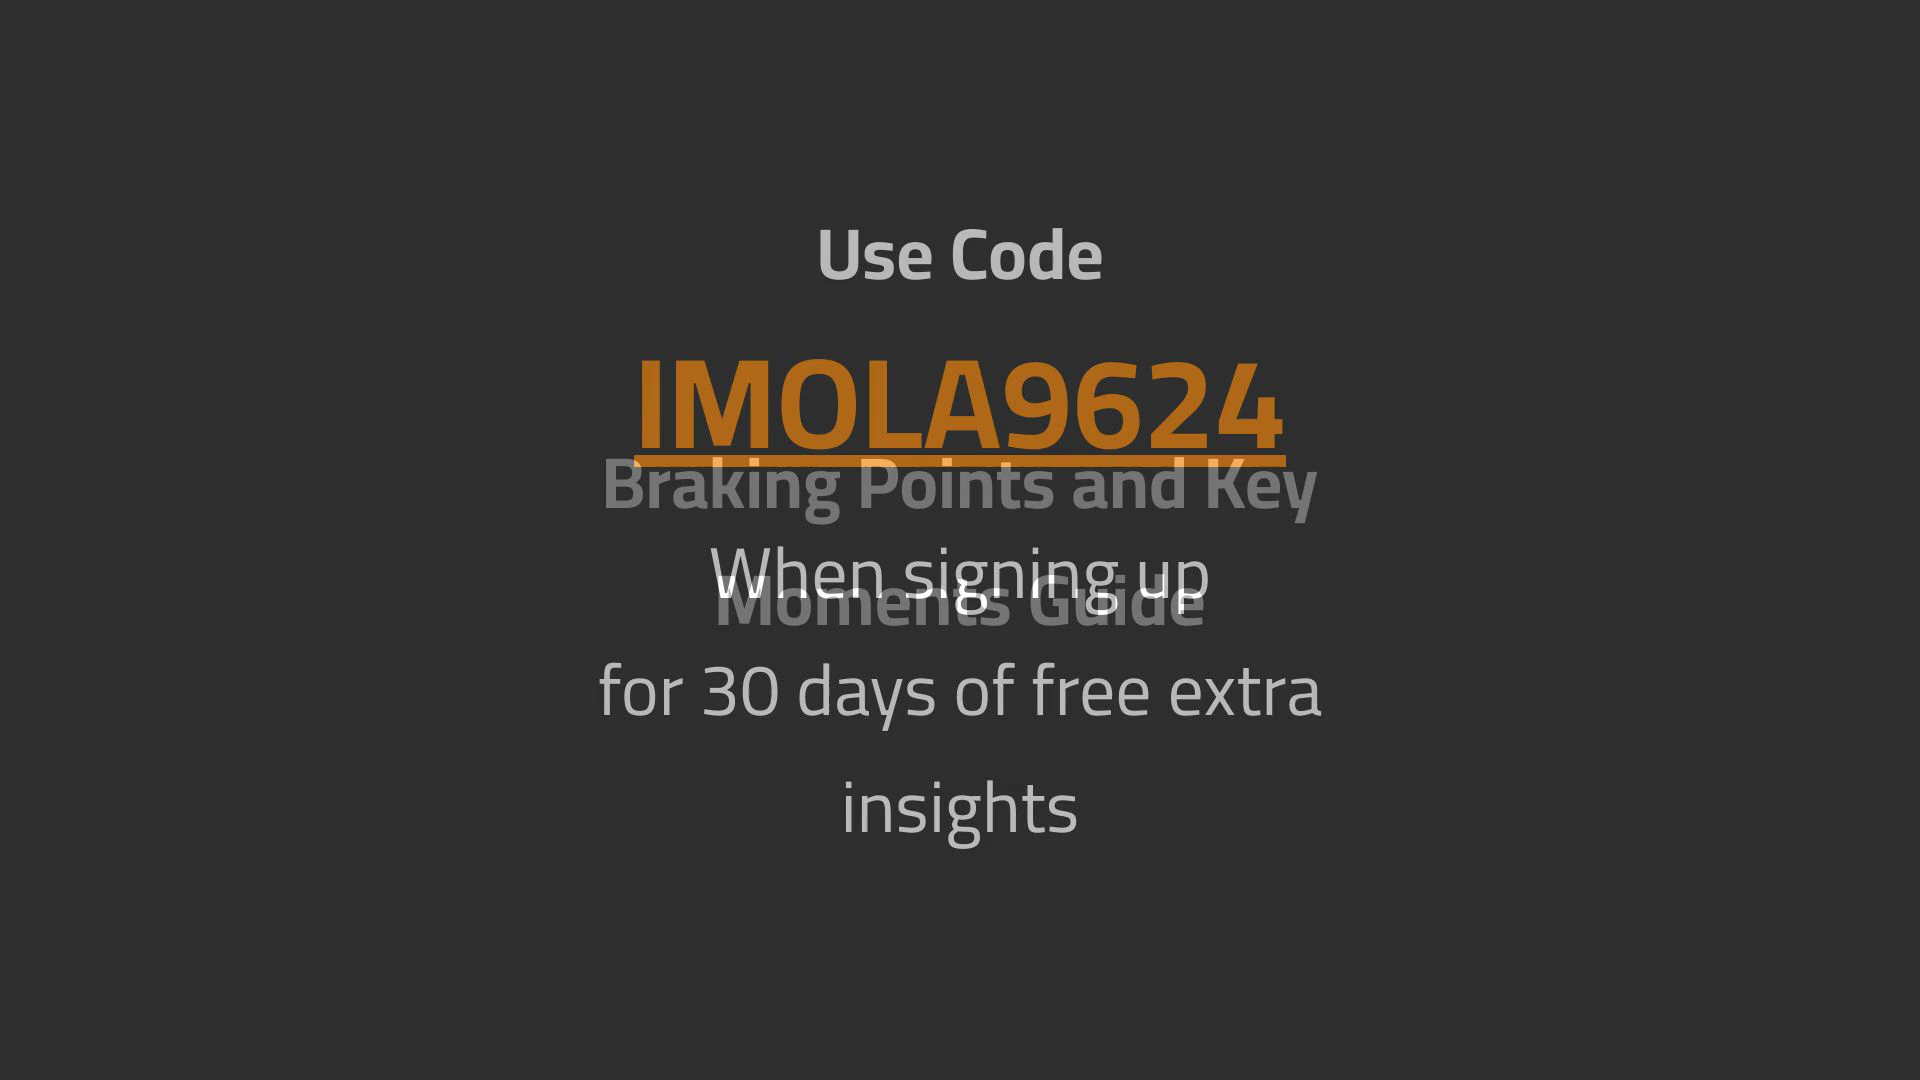 Use Code
IMOLA9624
Braking Points and Key
When signing up
Moments Guide
for 30 days of free extra
insights